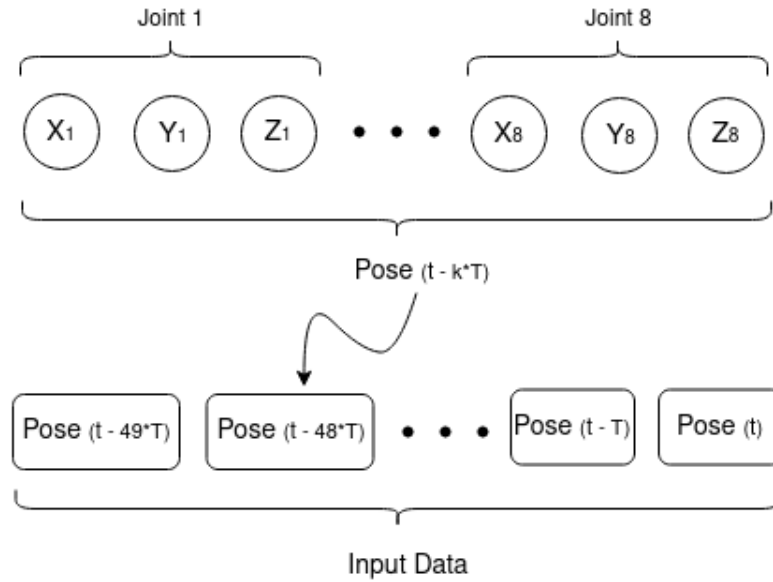 Joint 1 Joint 8
X1 Y1 Z1 X8 Y8 Z8
Pose (t - k*T)
Pose (t - 49*T) Pose (t - 48*T) Pose (t - T) Pose (t)
Input Data